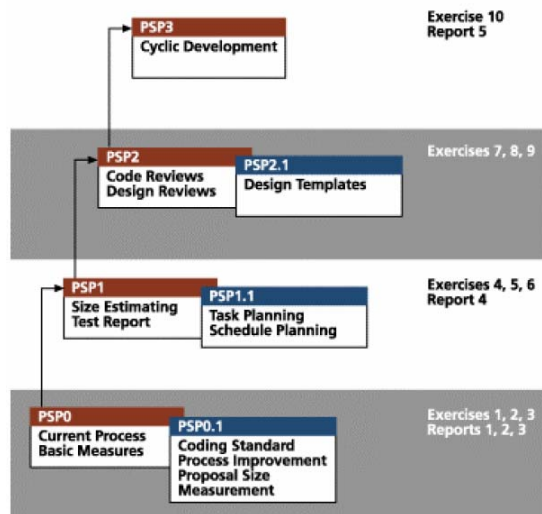 PSP3
Cyclic Development
Exercise 10
Report 5
PSP2
Code Reviews
Design Reviews
PSP2.1
Design Templates
Exercises 7, 8, 9
PSP1
Size Estimating
Test Report
PSP1.1
Task Planning
Schedule Planning
Exercises 4, 5, 6
Report 4
PSP0
Current Process
Basic Measures
PSP0.1
Coding Standard
Process Improvement
Proposal Size
Measurement
Exercises 1, 2, 3
Reports 1, 2, 3